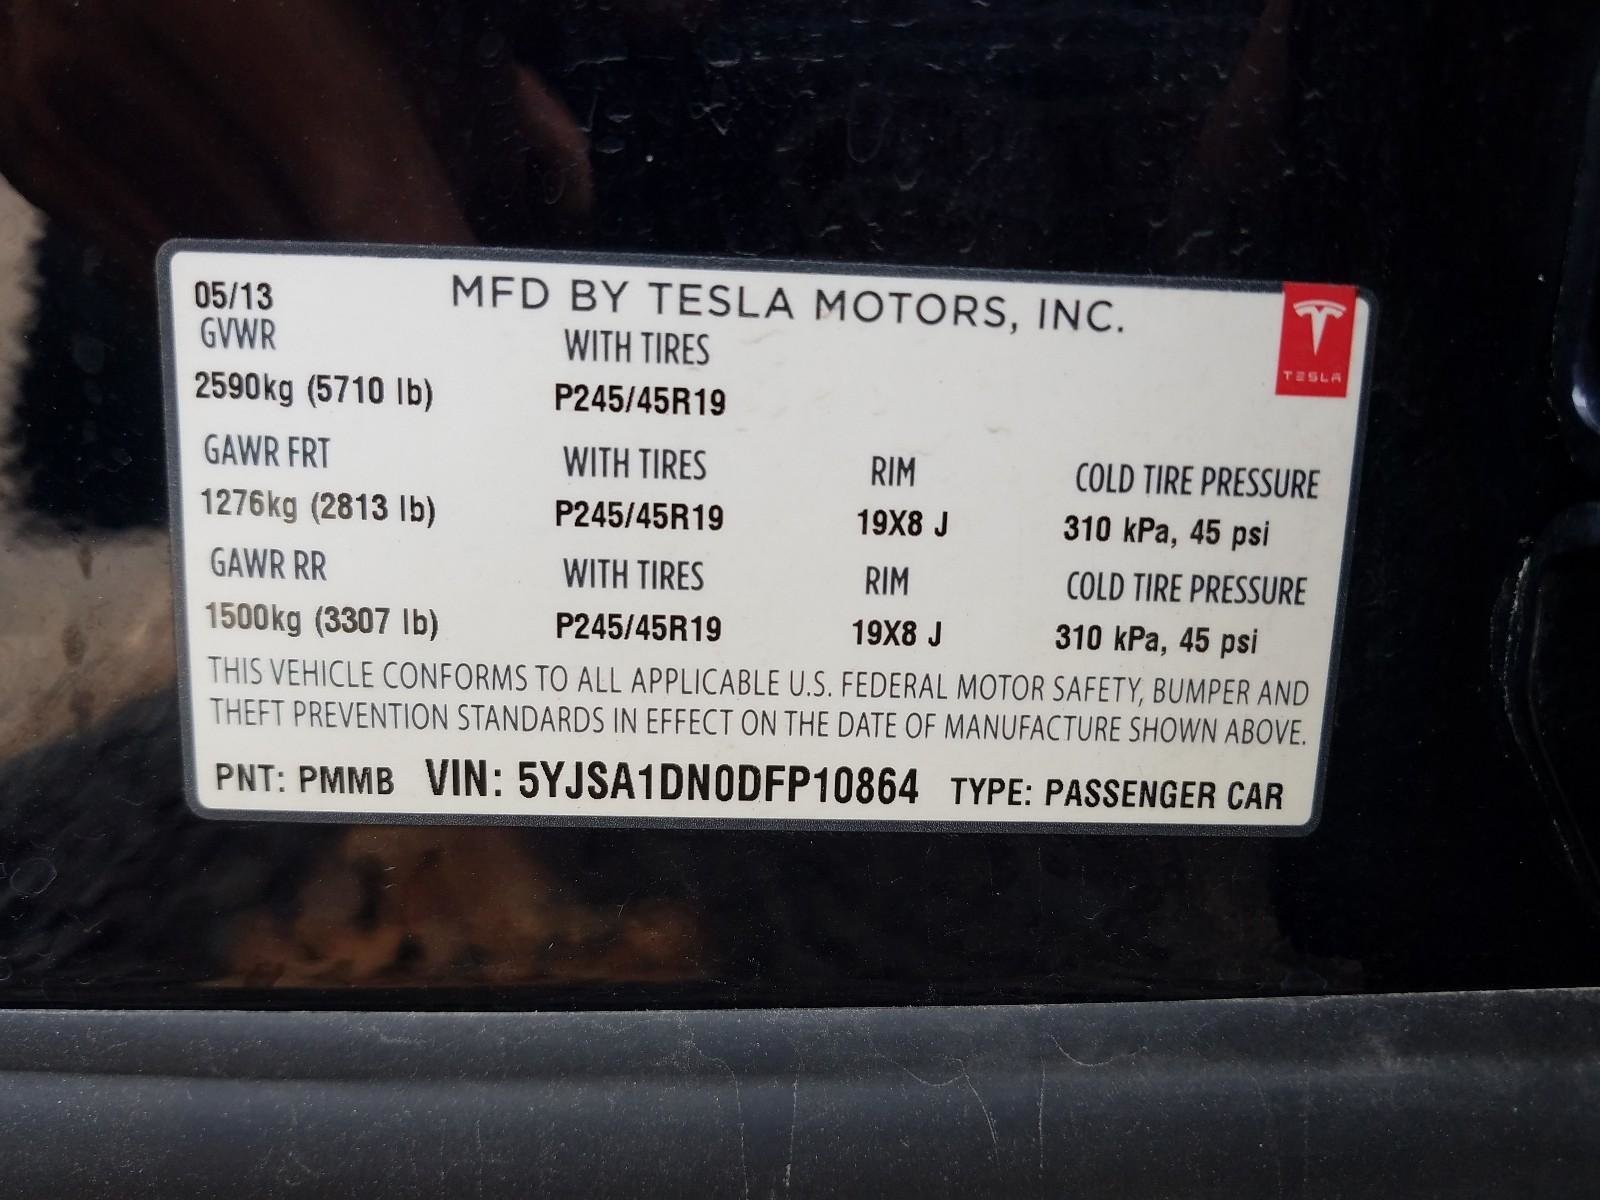 05/13 MFD BY TESLA MOTORS, INC.
TESLA
GVWR WITH TIRES
2590kg (5710 lb) P245/45R19
GAWR FRT WITH TIRES RIM COLD TIRE PRESSURE
1276kg (2813 lb) P245/45R19 19X8 J 310 kPa, 45 psi
GAWR RR WITH TIRES RIM COLD TIRE PRESSURE
1500kg (3307 lb) P245/45R19 19X8 J 310 kPa, 45 psi
THIS VEHICLE CONFORMS TO ALL APPLICABLE U.S. FEDERAL MOTOR SAFETY, BUMPER AND
THEFT PREVENTION STANDARDS IN EFFECT ON THE DATE OF MANUFACTURE SHOWN ABOVE.
PNT: PMMB VIN: 5YJSA1DN0DFP10864 TYPE: PASSENGER CAR